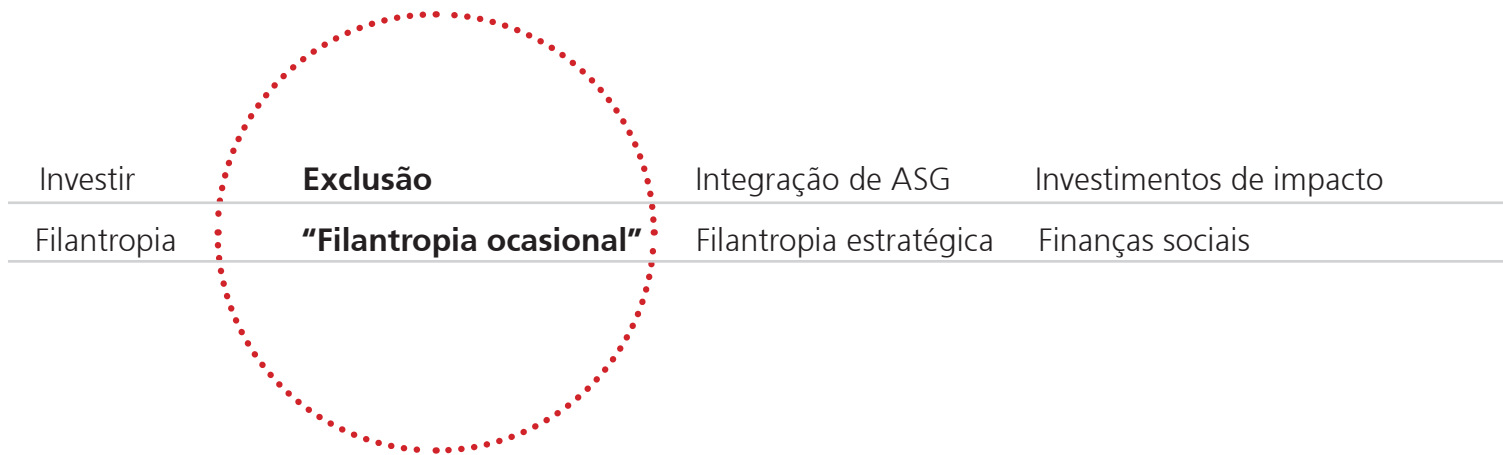 Investir Exclusão Integração de ASG Investimentos de impacto
Filantropia “Filantropia ocasional” Filantropia estratégica Finanças sociais